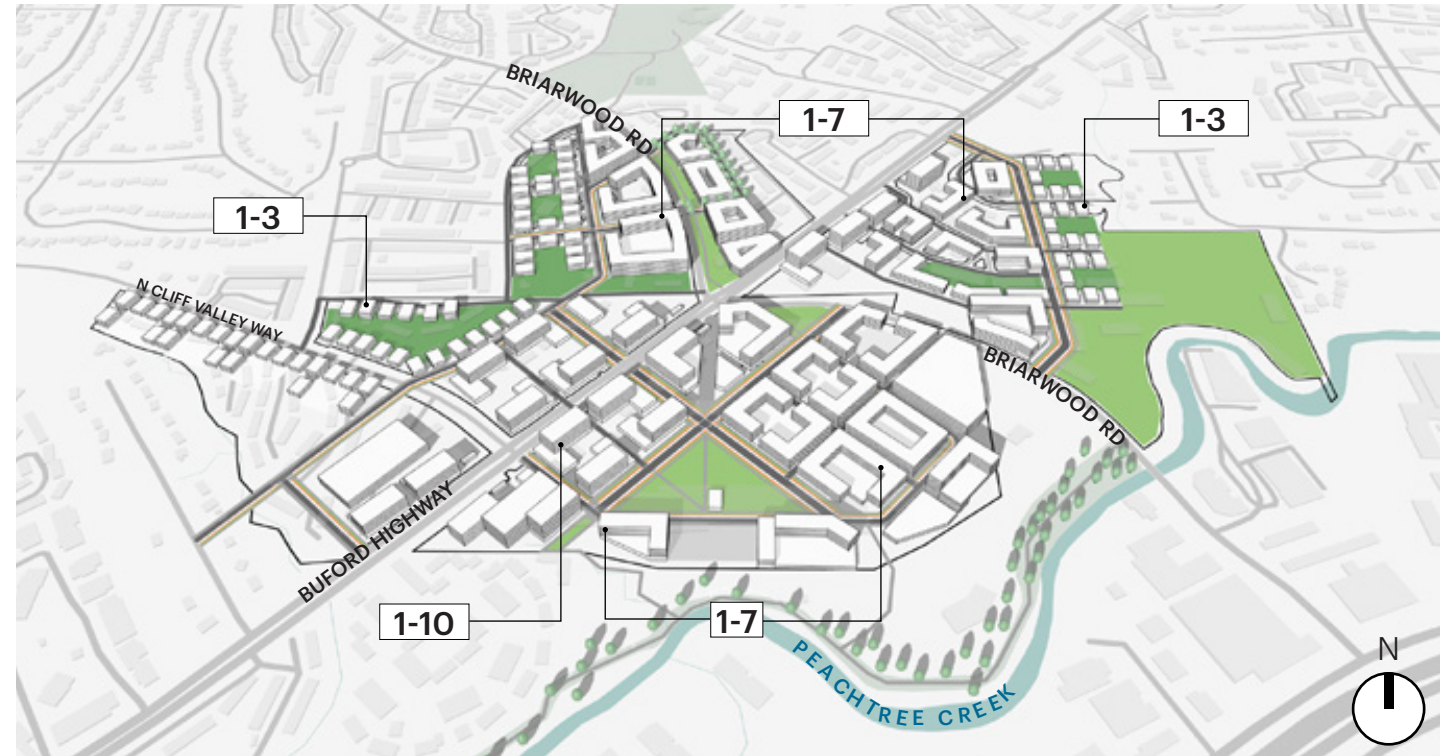 BRIARWOOD RD
1-7
1-3
1-3
N CLIFF VALLEY WAY
BRIARWOOD RD
BUFORD HIGHWAY
1-10
1-7
PEACHTREE CREEK
N